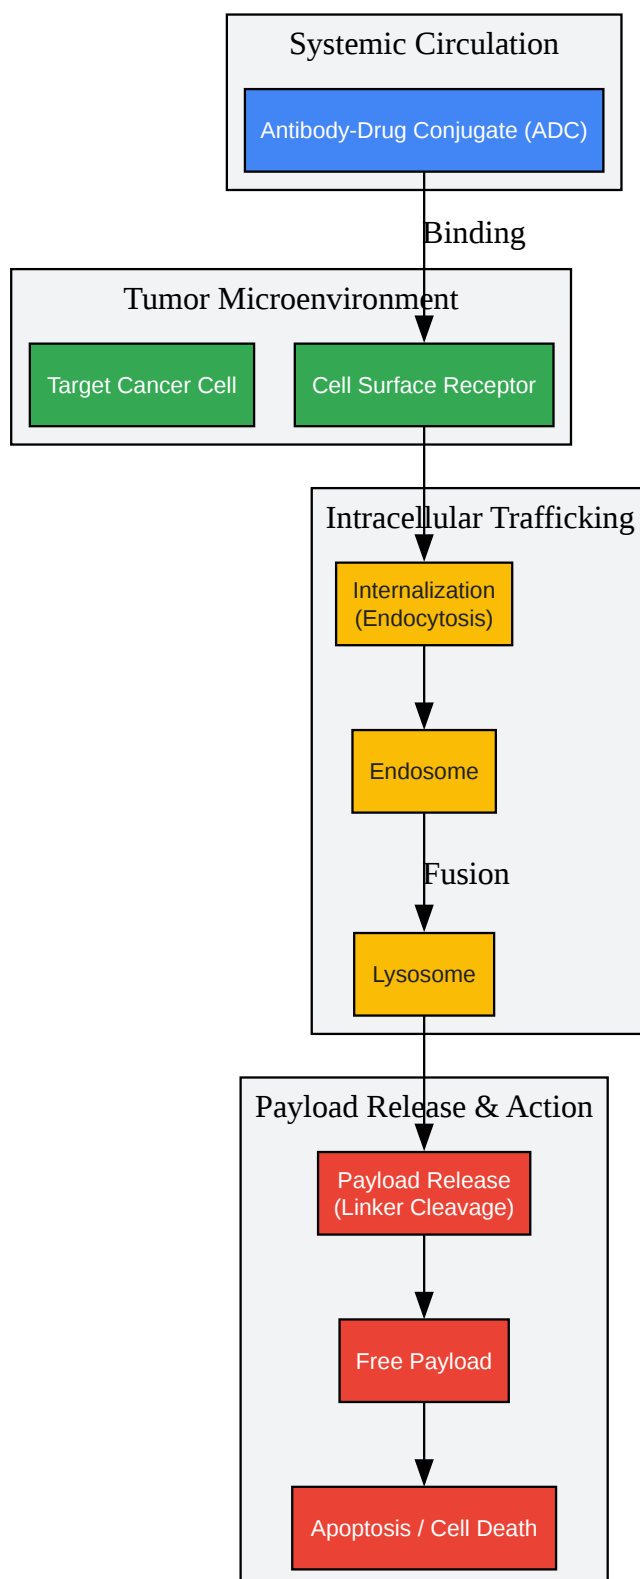 Systemic Circulation
Antibody-Drug Conjugate (ADC)
Binding
Tumor Microenvironment
Target Cancer Cell
Cell Surface Receptor
Intracellular Trafficking
Internalization
(Endocytosis)
Endosome
Fusion
Lysosome
Payload Release & Action
Payload Release
(Linker Cleavage)
Free Payload
Apoptosis / Cell Death